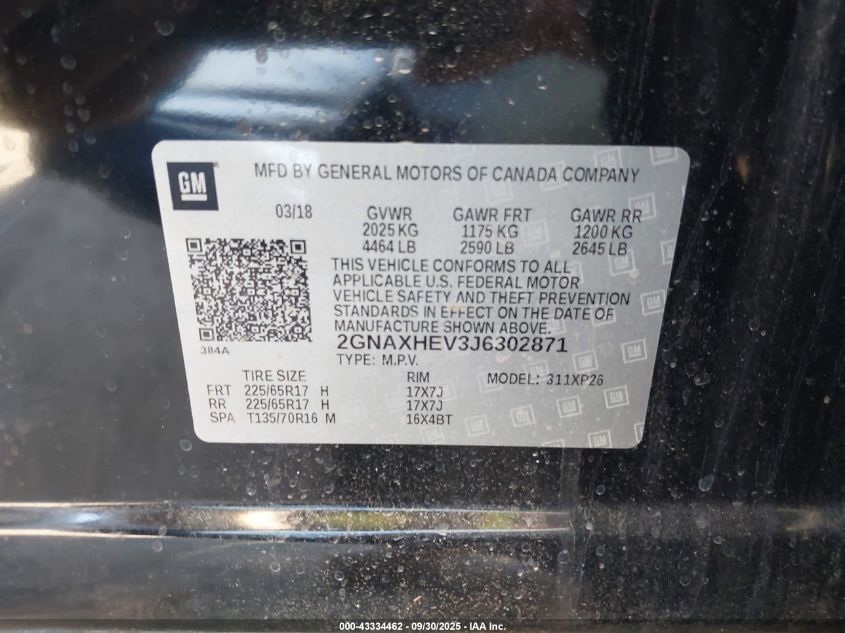 GM
MFD BY GENERAL MOTORS OF CANADA COMPANY
03/18 GVWR GAWR FRT GAWR RR
2025 KG 1175 KG 1200 KG
4464 LB 2590 LB 2645 LB
THIS VEHICLE CONFORMS TO ALL
APPLICABLE U.S. FEDERAL MOTOR
VEHICLE SAFETY AND THEFT PREVENTION
STANDARDS IN EFFECT ON THE DATE OF
MANUFACTURE SHOWN ABOVE.
384A
2GNAXHEV3J6302871
TYPE: M.P.V.
TIRE SIZE RIM MODEL: 311XP26
FRT 225/65R17 H 17X7J
RR 225/65R17 H 17X7J
SPA T135/70R16 M 16X4BT
000-43334462 - 09/30/2025 - IAA Inc.